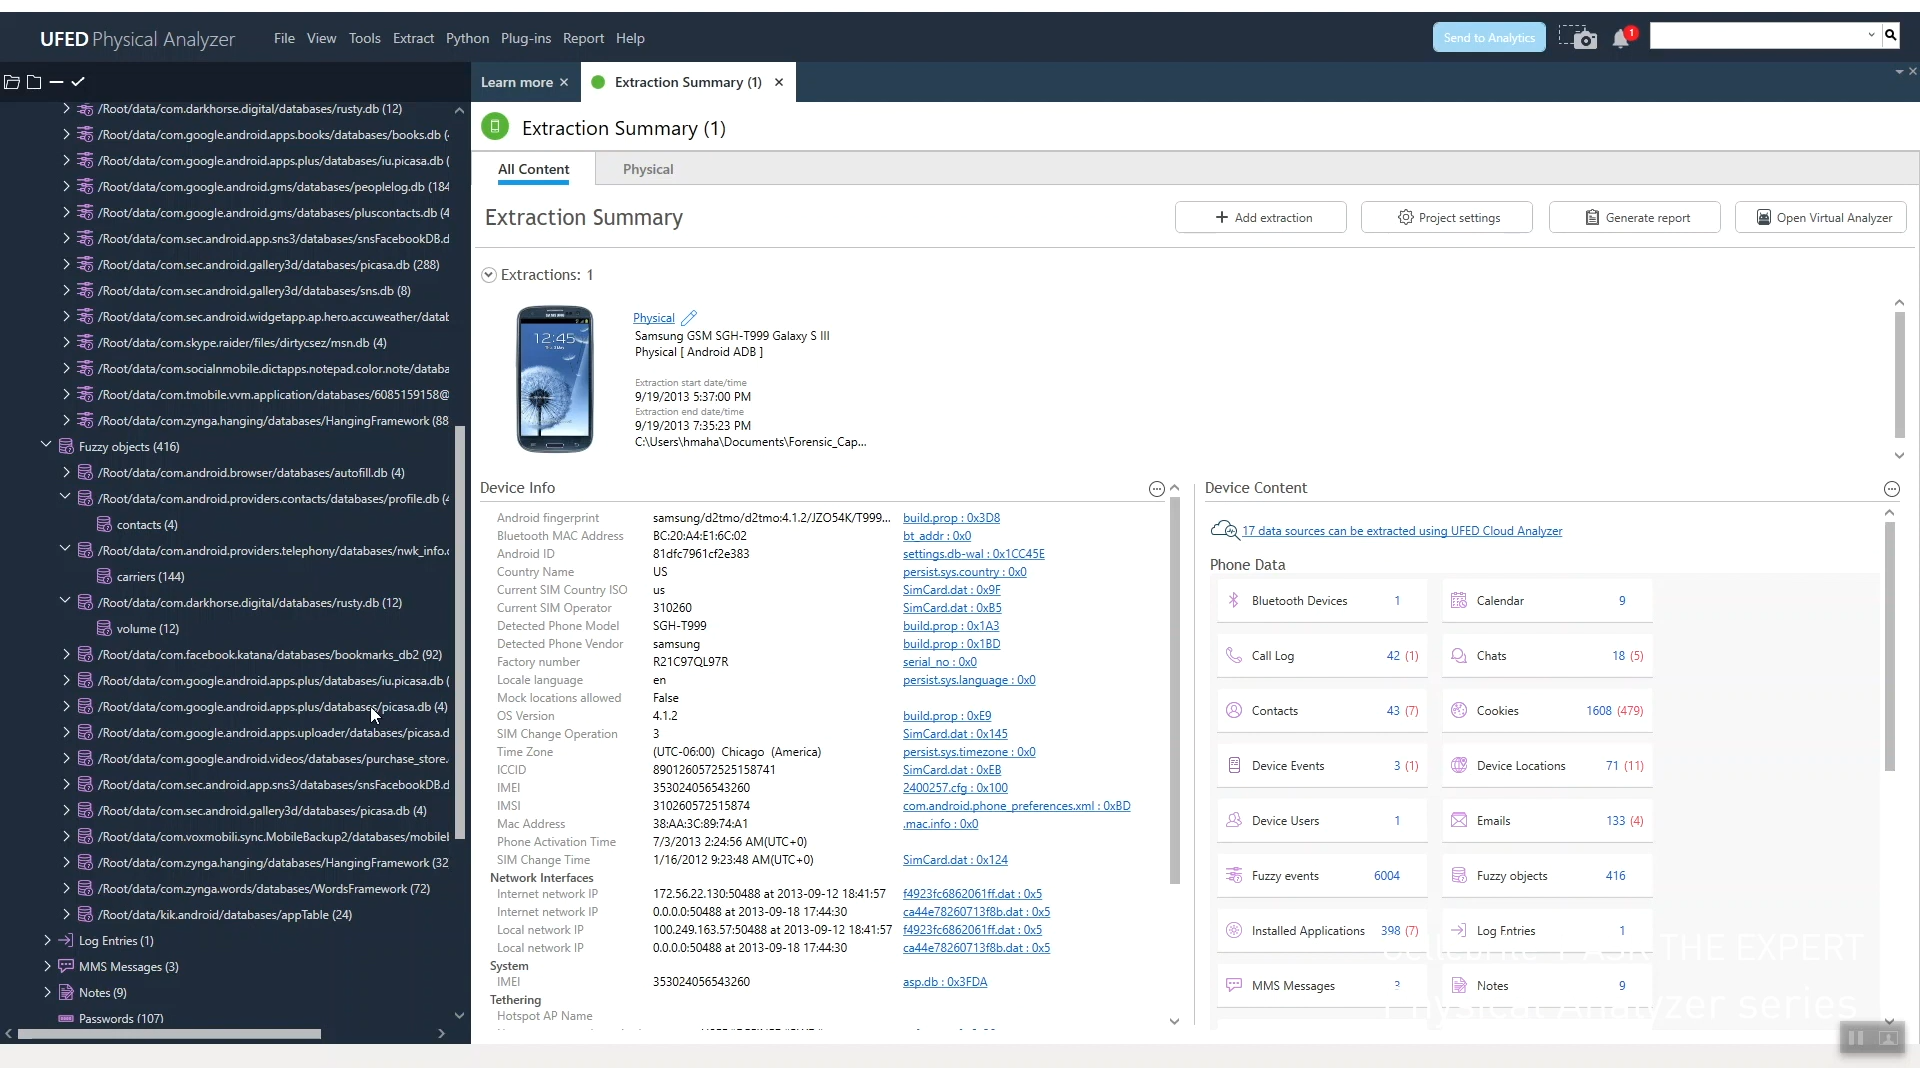 UFED Physical Analyzer
File View Tools Extract Python Plug-ins Report Help
Send to Analytics
1
Learn more
Extraction Summary (1)
/Root/data/com.darkhorse.digital/databases/rusty.db (12)
/Root/data/com.google.android.apps.books/databases/books.db (
/Root/data/com.google.android.apps.plus/databases/iu.picasa.db (
/Root/data/com.google.android.gms/databases/peoplelog.db (184
/Root/data/com.google.android.gms/databases/pluscontacts.db (4
/Root/data/com.sec.android.app.sns3/databases/snsFacebookDB.d
/Root/data/com.sec.android.gallery3d/databases/picasa.db (288)
/Root/data/com.sec.android.gallery3d/databases/sns.db (8)
/Root/data/com.sec.android.widgetapp.ap.hero.accuweather/datab
/Root/data/com.skype.raider/files/dirtycsez/msn.db (4)
/Root/data/com.socialnmobile.dictapps.notepad.color.note/databa
/Root/data/com.tmobile.vvm.application/databases/6085159158@
/Root/data/com.zynga.hanging/databases/HangingFramework (88
Fuzzy objects (416)
/Root/data/com.android.browser/databases/autofill.db (4)
/Root/data/com.android.providers.contacts/databases/profile.db (4
contacts (4)
/Root/data/com.android.providers.telephony/databases/nwk_info.
carriers (144)
/Root/data/com.darkhorse.digital/databases/rusty.db (12)
volume (12)
/Root/data/com.facebook.katana/databases/bookmarks_db2 (92)
/Root/data/com.google.android.apps.plus/databases/iu.picasa.db (
/Root/data/com.google.android.apps.plus/databases/picasa.db (4)
/Root/data/com.google.android.apps.uploader/databases/picasa.d
/Root/data/com.google.android.videos/databases/purchase_store.
/Root/data/com.sec.android.app.sns3/databases/snsFacebookDB.d
/Root/data/com.sec.android.gallery3d/databases/picasa.db (4)
/Root/data/com.voxmobili.sync.MobileBackup2/databases/mobilel
/Root/data/com.zynga.hanging/databases/HangingFramework (32
/Root/data/com.zynga.words/databases/WordsFramework (72)
/Root/data/kik.android/databases/appTable (24)
Log Entries (1)
MMS Messages (3)
Notes (9)
Passwords (107)
Extraction Summary (1)
All Content
Physical
Extraction Summary
Add extraction
Project settings
Generate report
Open Virtual Analyzer
Extractions: 1
SAMSUNG
12:45
Physical
Samsung GSM SGH-T999 Galaxy S III
Physical [ Android ADB ]
Extraction start date/time
9/19/2013 5:37:00 PM
Extraction end date/time
9/19/2013 7:35:23 PM
C:\Users\hmaha\Documents\Forensic_Cap...
Device Info
Android fingerprint samsung/d2tmo/d2tmo:4.1.2/JZO54K/T999... build.prop : 0x3D8
Bluetooth MAC Address BC:20:A4:E1:6C:02 bt_addr : 0x0
Android ID 81dfc7961cf2e383 settings.db-wal : 0x1CC45E
Country Name US persist.sys.country : 0x0
Current SIM Country ISO us SimCard.dat : 0x9F
Current SIM Operator 310260 SimCard.dat : 0xB5
Detected Phone Model SGH-T999 build.prop : 0x1A3
Detected Phone Vendor samsung build.prop : 0x1BD
Factory number R21C97QL97R serial_no : 0x0
Locale language en persist.sys.language : 0x0
Mock locations allowed False
OS Version 4.1.2 build.prop : 0xE9
SIM Change Operation 3 SimCard.dat : 0x145
Time Zone (UTC-06:00) Chicago (America) persist.sys.timezone : 0x0
ICCID 8901260572525158741 SimCard.dat : 0xEB
IMEI 353024056543260 2400257.cfg : 0x100
IMSI 310260572515874 com.android.phone_preferences.xml : 0xBD
Mac Address 38:AA:3C:89:74:A1 .mac.info : 0x0
Phone Activation Time 7/3/2013 2:24:56 AM(UTC+0)
SIM Change Time 1/16/2012 9:23:48 AM(UTC+0) SimCard.dat : 0x124
Network Interfaces
Internet network IP 172.56.22.130:50488 at 2013-09-12 18:41:57 f4923fc6862061ff.dat : 0x5
Internet network IP 0.0.0.0:50488 at 2013-09-18 17:44:30 ca44e78260713f8b.dat : 0x5
Local network IP 100.249.163.57:50488 at 2013-09-12 18:41:57 f4923fc6862061ff.dat : 0x5
Local network IP 0.0.0.0:50488 at 2013-09-18 17:44:30 ca44e78260713f8b.dat : 0x5
System
IMEI 353024056543260 asp.db : 0x3FDA
Tethering
Hotspot AP Name
Device Content
17 data sources can be extracted using UFED Cloud Analyzer
Phone Data
Bluetooth Devices 1
Calendar 9
Call Log 42 (1)
Chats 18 (5)
Contacts 43 (7)
Cookies 1608 (479)
Device Events 3 (1)
Device Locations 71 (11)
Device Users 1
Emails 133 (4)
Fuzzy events 6004
Fuzzy objects 416
Installed Applications 398 (7)
Log Entries 1
MMS Messages 3
Notes 9
THE EXPERT
Physical Analyzer series